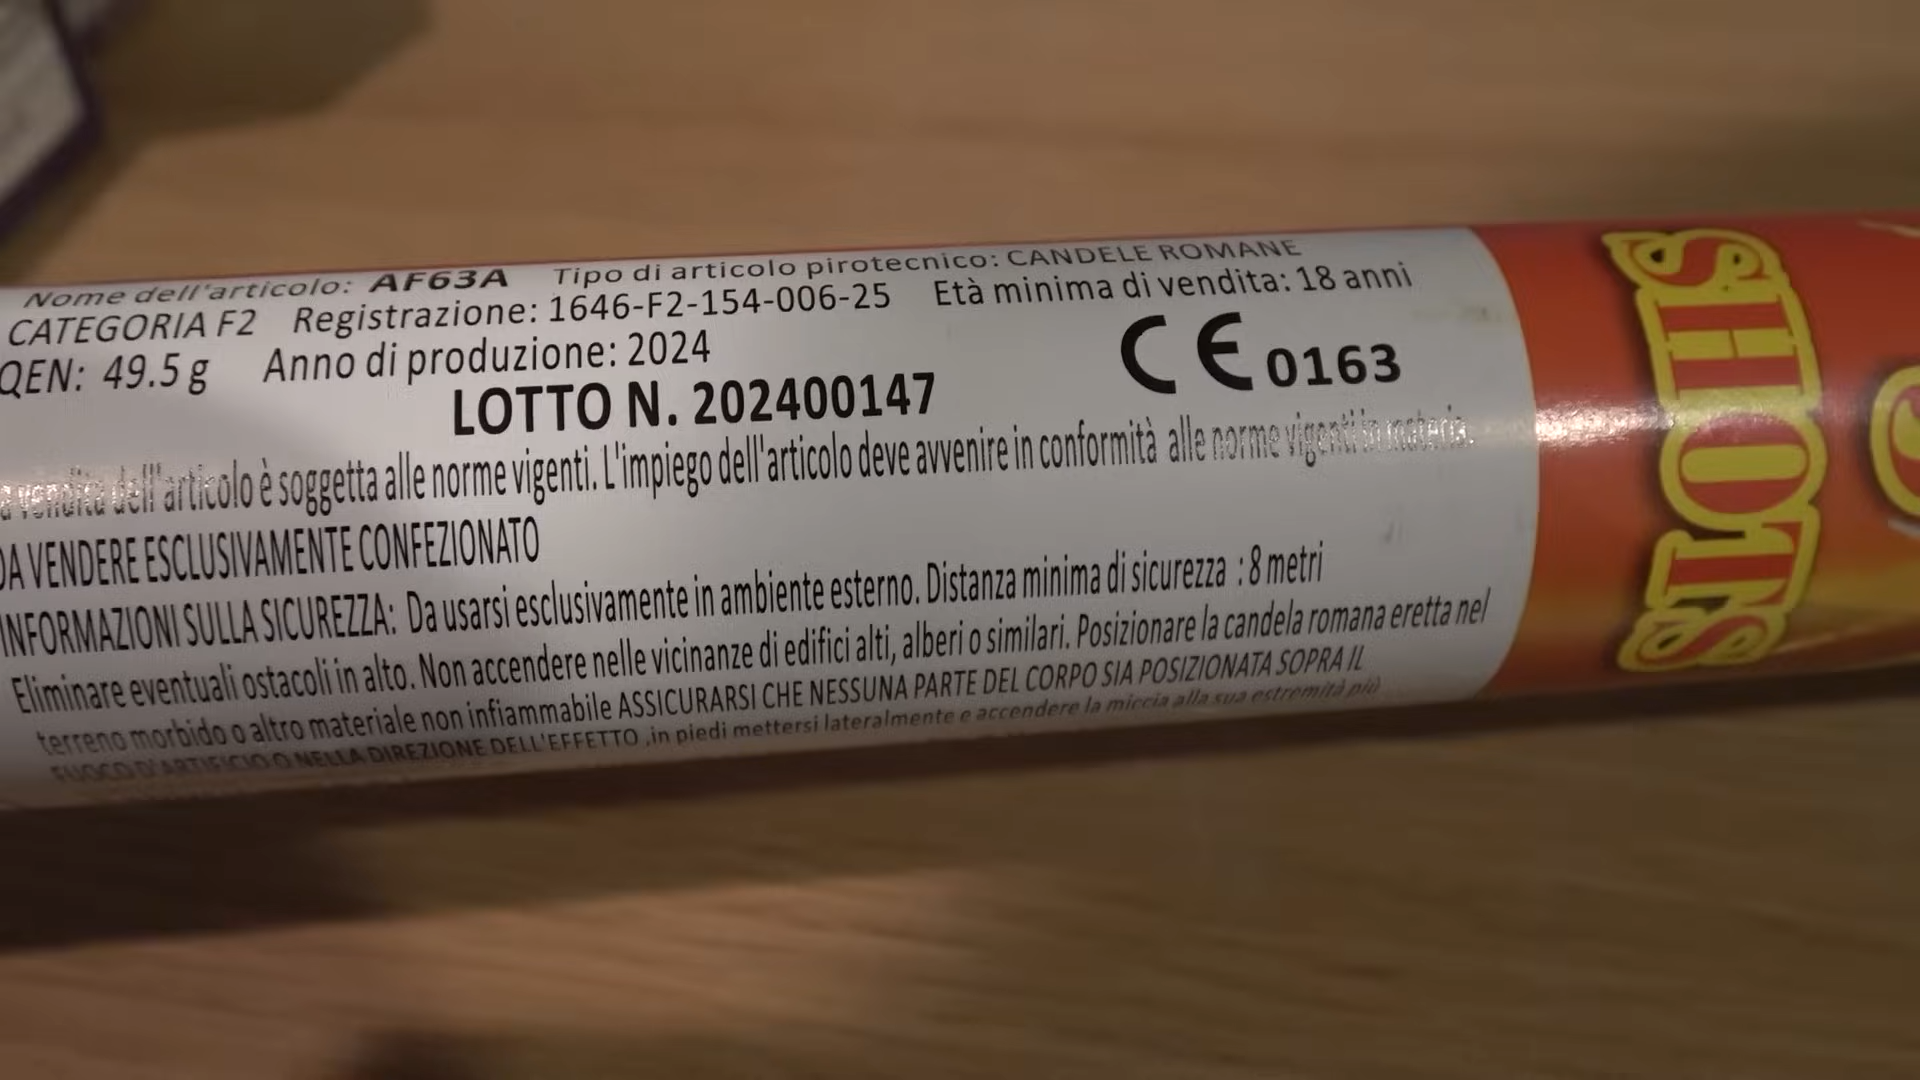 Nome dell'articolo: AF63A Tipo di articolo pirotecnico: CANDELE ROMANE
CATEGORIA F2 Registrazione: 1646-F2-154-006-25 Età minima di vendita: 18 anni
QEN: 49.5 g Anno di produzione: 2024
CE 0163
LOTTO N. 202400147
vendita dell'articolo è soggetta alle norme vigenti. L'impiego dell'articolo deve avvenire in conformità alle norme vigenti in materia.
DA VENDERE ESCLUSIVAMENTE CONFEZIONATO
INFORMAZIONI SULLA SICUREZZA: Da usarsi esclusivamente in ambiente esterno. Distanza minima di sicurezza : 8 metri
Eliminare eventuali ostacoli in alto. Non accendere nelle vicinanze di edifici alti, alberi o similari. Posizionare la candela romana eretta nel
terreno morbido o altro materiale non infiammabile ASSICURARSI CHE NESSUNA PARTE DEL CORPO SIA POSIZIONATA SOPRA IL
FUOCO D'ARTIFICIO O NELLA DIREZIONE DELL'EFFETTO ,in piedi mettersi lateralmente e accendere la miccia alla sua estremità più
SHOTS